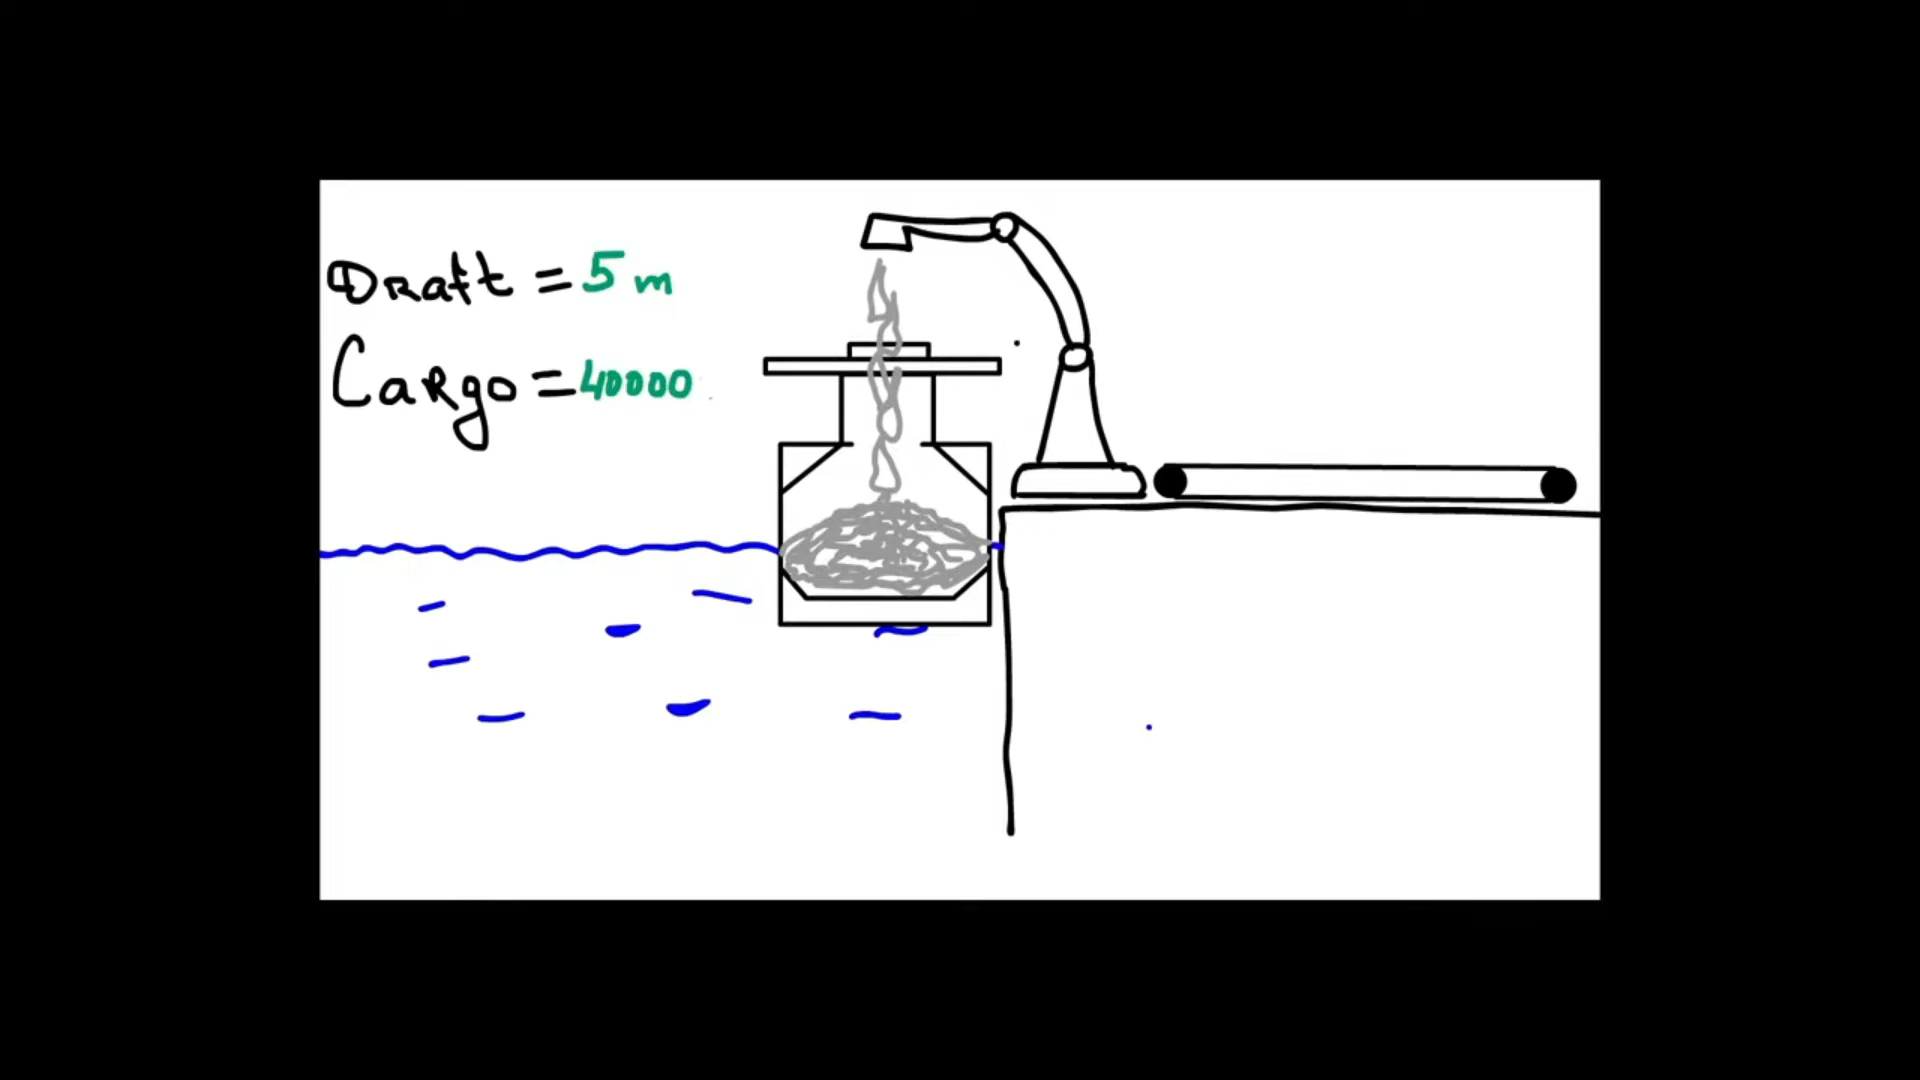 Draft = 5 m
Cargo = 40000